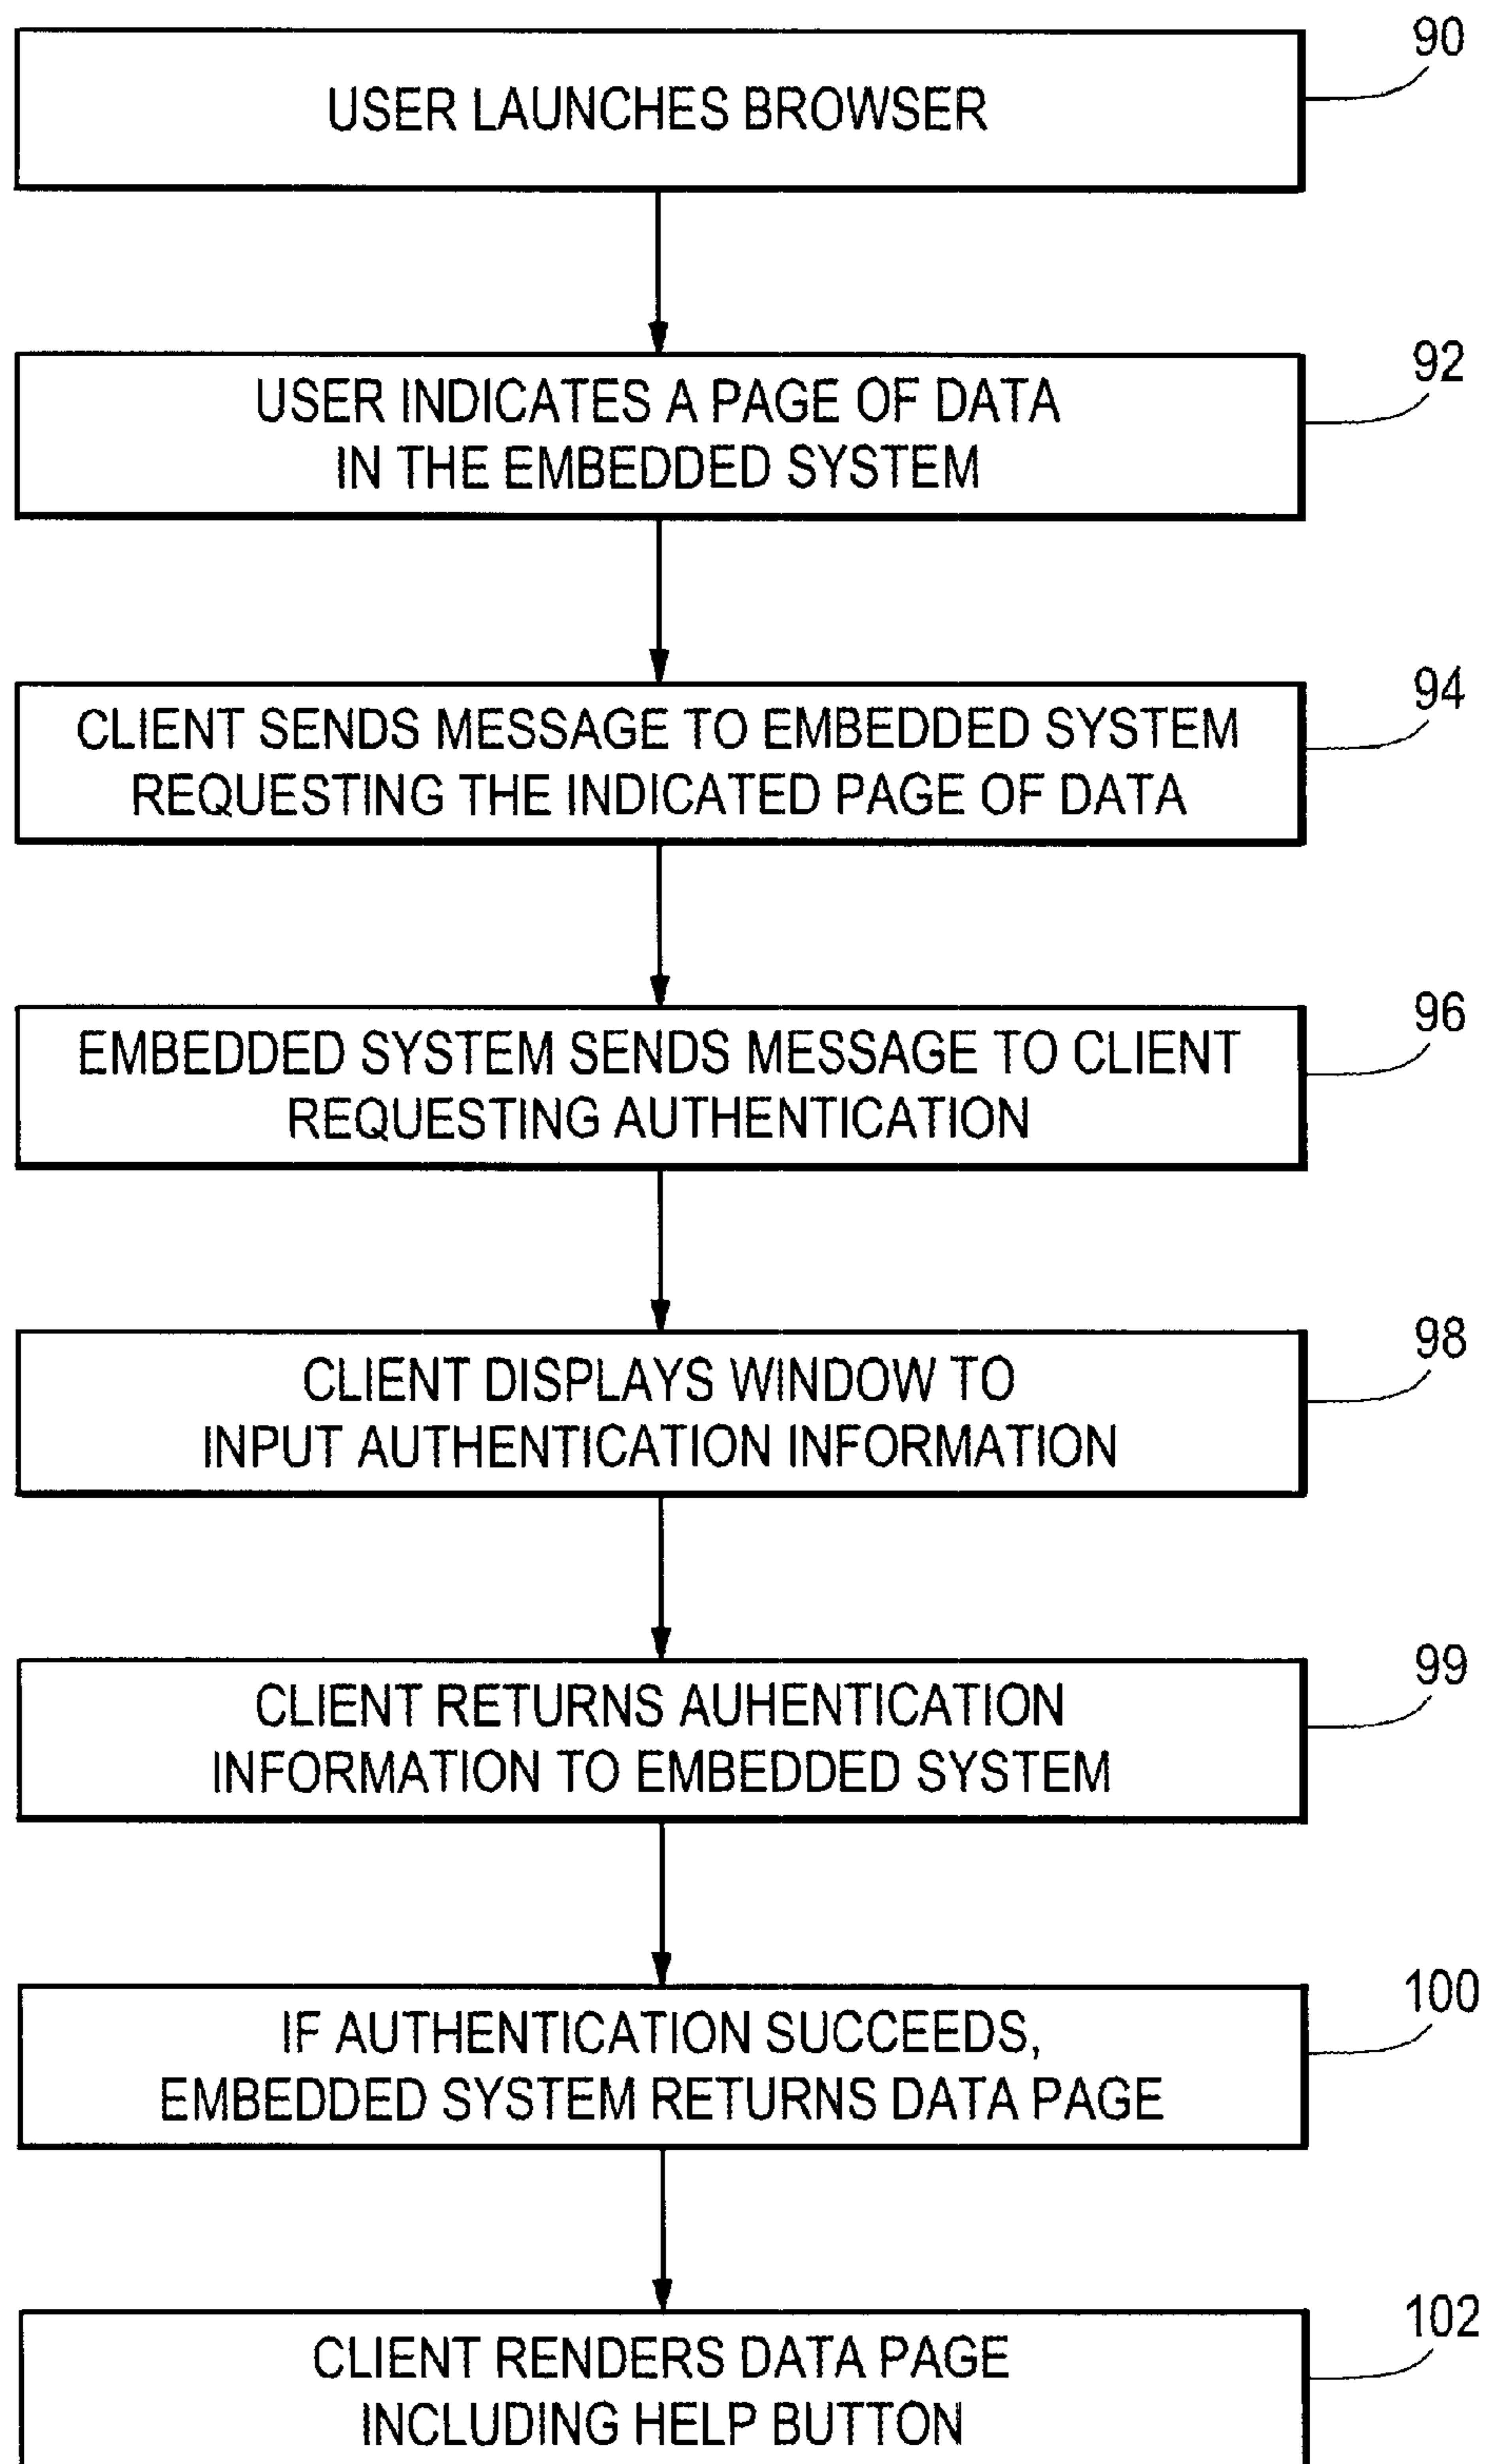 90
USER LAUNCHES BROWSER
92
USER INDICATES A PAGE OF DATA
IN THE EMBEDDED SYSTEM
94
CLIENT SENDS MESSAGE TO EMBEDDED SYSTEM
REQUESTING THE INDICATED PAGE OF DATA
96
EMBEDDED SYSTEM SENDS MESSAGE TO CLIENT
REQUESTING AUTHENTICATION
98
CLIENT DISPLAYS WINDOW TO
INPUT AUTHENTICATION INFORMATION
99
CLIENT RETURNS AUHENTICATION
INFORMATION TO EMBEDDED SYSTEM
100
IF AUTHENTICATION SUCCEEDS,
EMBEDDED SYSTEM RETURNS DATA PAGE
102
CLIENT RENDERS DATA PAGE
INCLUDING HELP BUTTON